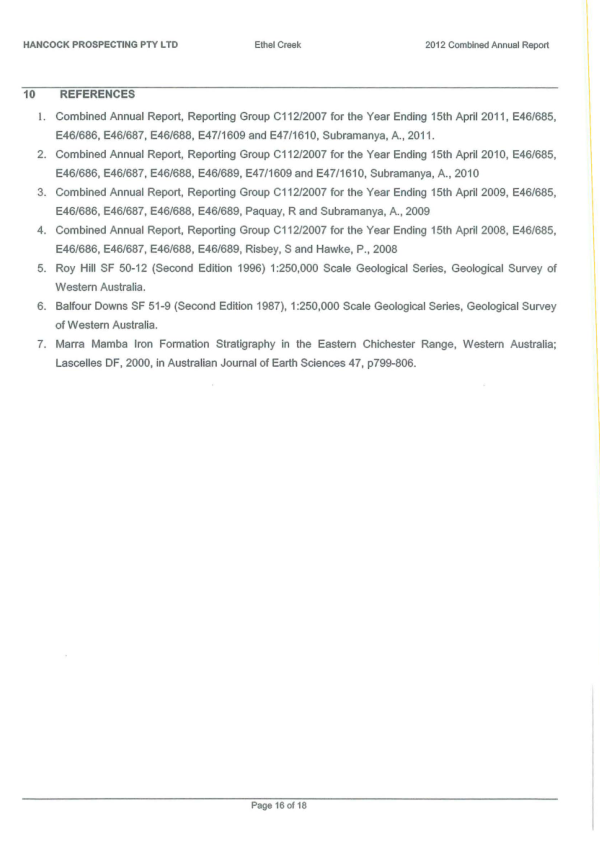 HANCOCK PROSPECTING PTY LTD Ethel Creek 2012 Combined Annual Report
10 REFERENCES
1. Combined Annual Report, Reporting Group C112/2007 for the Year Ending 15th April 2011, E46/685,
E46/686, E46/687, E46/688, E47/1609 and E47/1610, Subramanya, A., 2011.
2. Combined Annual Report, Reporting Group C112/2007 for the Year Ending 15th April 2010, E46/685,
E46/686, E46/687, E46/688, E46/689, E47/1609 and E47/1610, Subramanya, A., 2010
3. Combined Annual Report, Reporting Group C112/2007 for the Year Ending 15th April 2009, E46/685,
E46/686, E46/687, E46/688, E46/689, Paquay, R and Subramanya, A., 2009
4. Combined Annual Report, Reporting Group C112/2007 for the Year Ending 15th April 2008, E46/685,
E46/686, E46/687, E46/688, E46/689, Risbey, S and Hawke, P., 2008
5. Roy Hill SF 50-12 (Second Edition 1996) 1:250,000 Scale Geological Series, Geological Survey of
Western Australia.
6. Balfour Downs SF 51-9 (Second Edition 1987), 1:250,000 Scale Geological Series, Geological Survey
of Western Australia.
7. Marra Mamba Iron Formation Stratigraphy in the Eastern Chichester Range, Western Australia;
Lascelles DF, 2000, in Australian Journal of Earth Sciences 47, p799-806.
Page 16 of 18